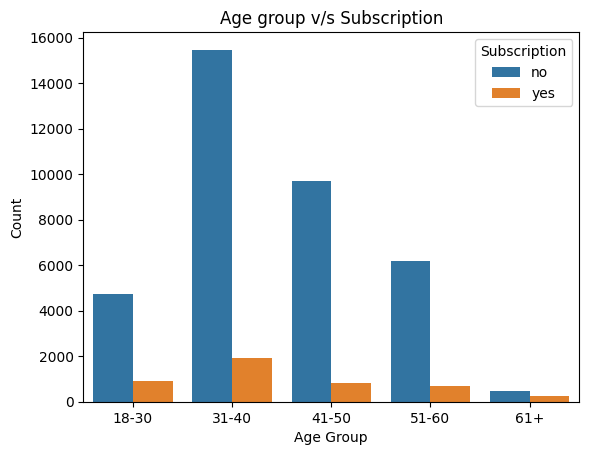 Age group v/s Subscription
Subscription
no
yes
Count
16000
14000
12000
10000
8000
6000
4000
2000
0
18-30 31-40 41-50 51-60 61+
Age Group